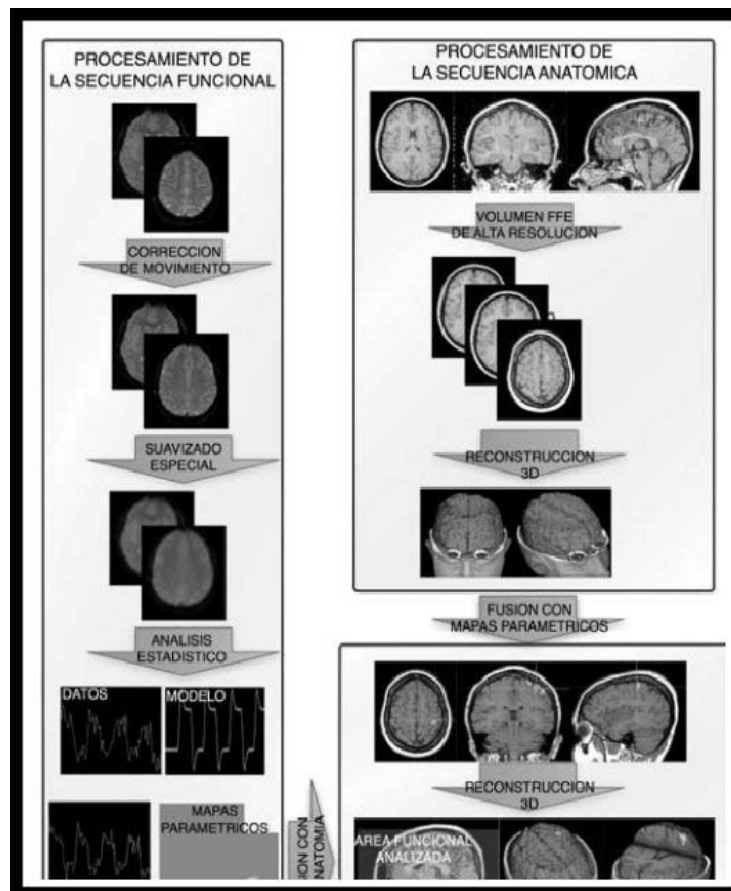 PROCESAMIENTO DE
LA SECUENCIA FUNCIONAL
CORRECCION
DE MOVIMIENTO
SUAVIZADO
ESPECIAL
ANALISIS
ESTADISTICO
DATOS
MODELO
MAPAS
PARAMETRICOS
PROCESAMIENTO DE
LA SECUENCIA ANATOMICA
VOLUMEN FFE
DE ALTA RESOLUCION
RECONSTRUCCION
3D
FUSION CON
MAPAS PARAMETRICOS
RECONSTRUCCION
3D
AREA FUNCIONAL
ANALIZADA